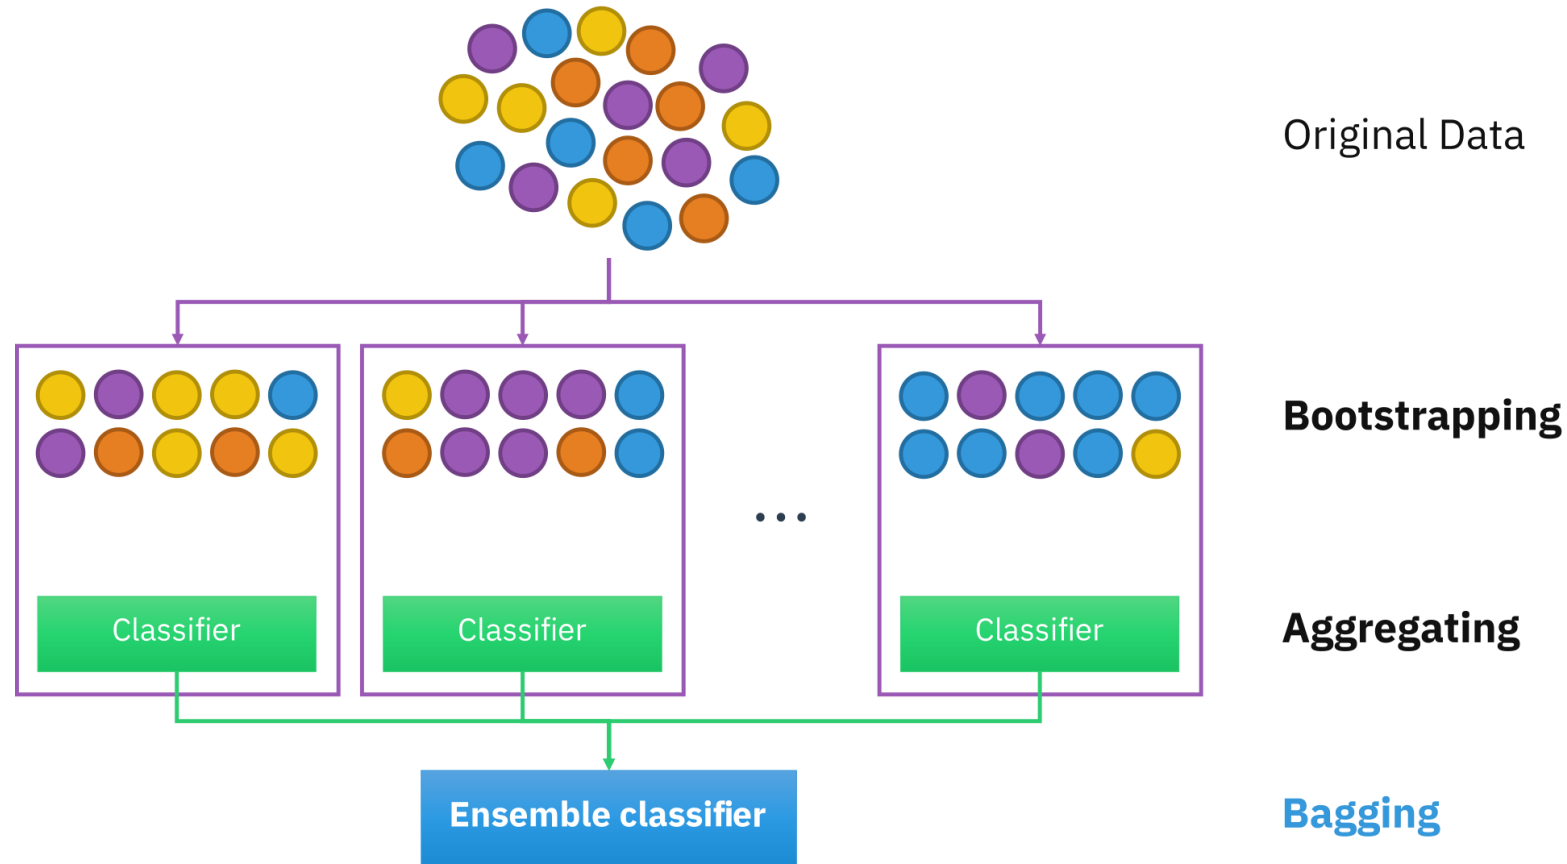 Original Data
Bootstrapping
...
Classifier
Classifier
Classifier
Aggregating
Ensemble classifier
Bagging